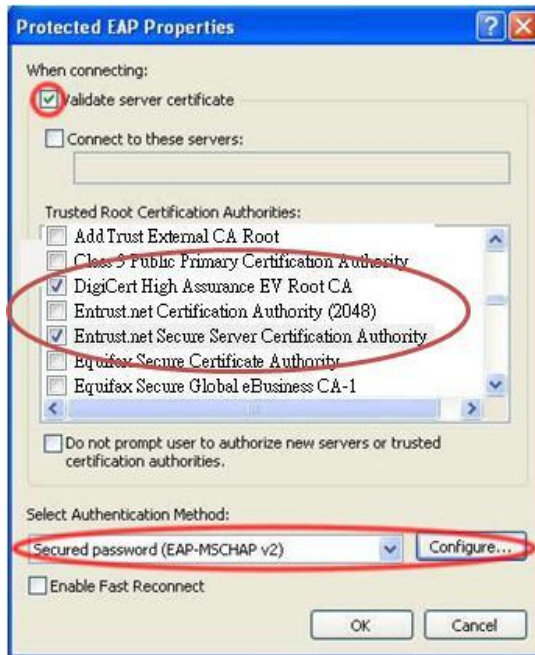 Protected EAP Properties
When connecting:
Validate server certificate
Connect to these servers:
Trusted Root Certification Authorities:
AddTrust External CA Root
Class 3 Public Primary Certification Authority
DigiCert High Assurance EV Root CA
Entrust.net Certification Authority (2048)
Entrust.net Secure Server Certification Authority
Equifax Secure Certificate Authority
Equifax Secure Global eBusiness CA-1
Do not prompt user to authorize new servers or trusted
certification authorities.
Select Authentication Method:
Secured password (EAP-MSCHAP v2) Configure...
Enable Fast Reconnect
OK Cancel